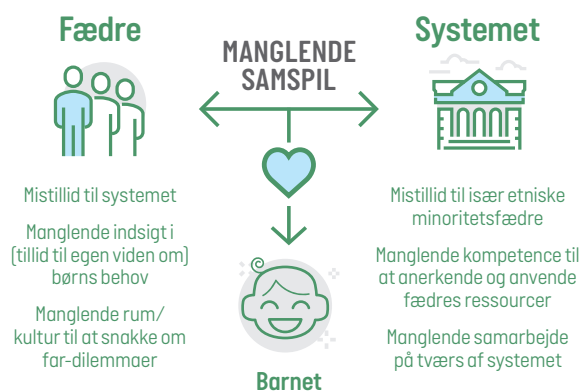 Fædre
MANGLENDE
SAMSPIL
Systemet
Mistillid til systemet
Manglende indsigt i
(tillid til egen viden om)
børns behov
Manglende rum/
kultur til at snakke om
far-dilemmaer
Mistillid til især etniske
minoritetsfædre
Manglende kompetence til
at anerkende og anvende
fædres ressourcer
Manglende samarbejde
på tværs af systemet
Barnet